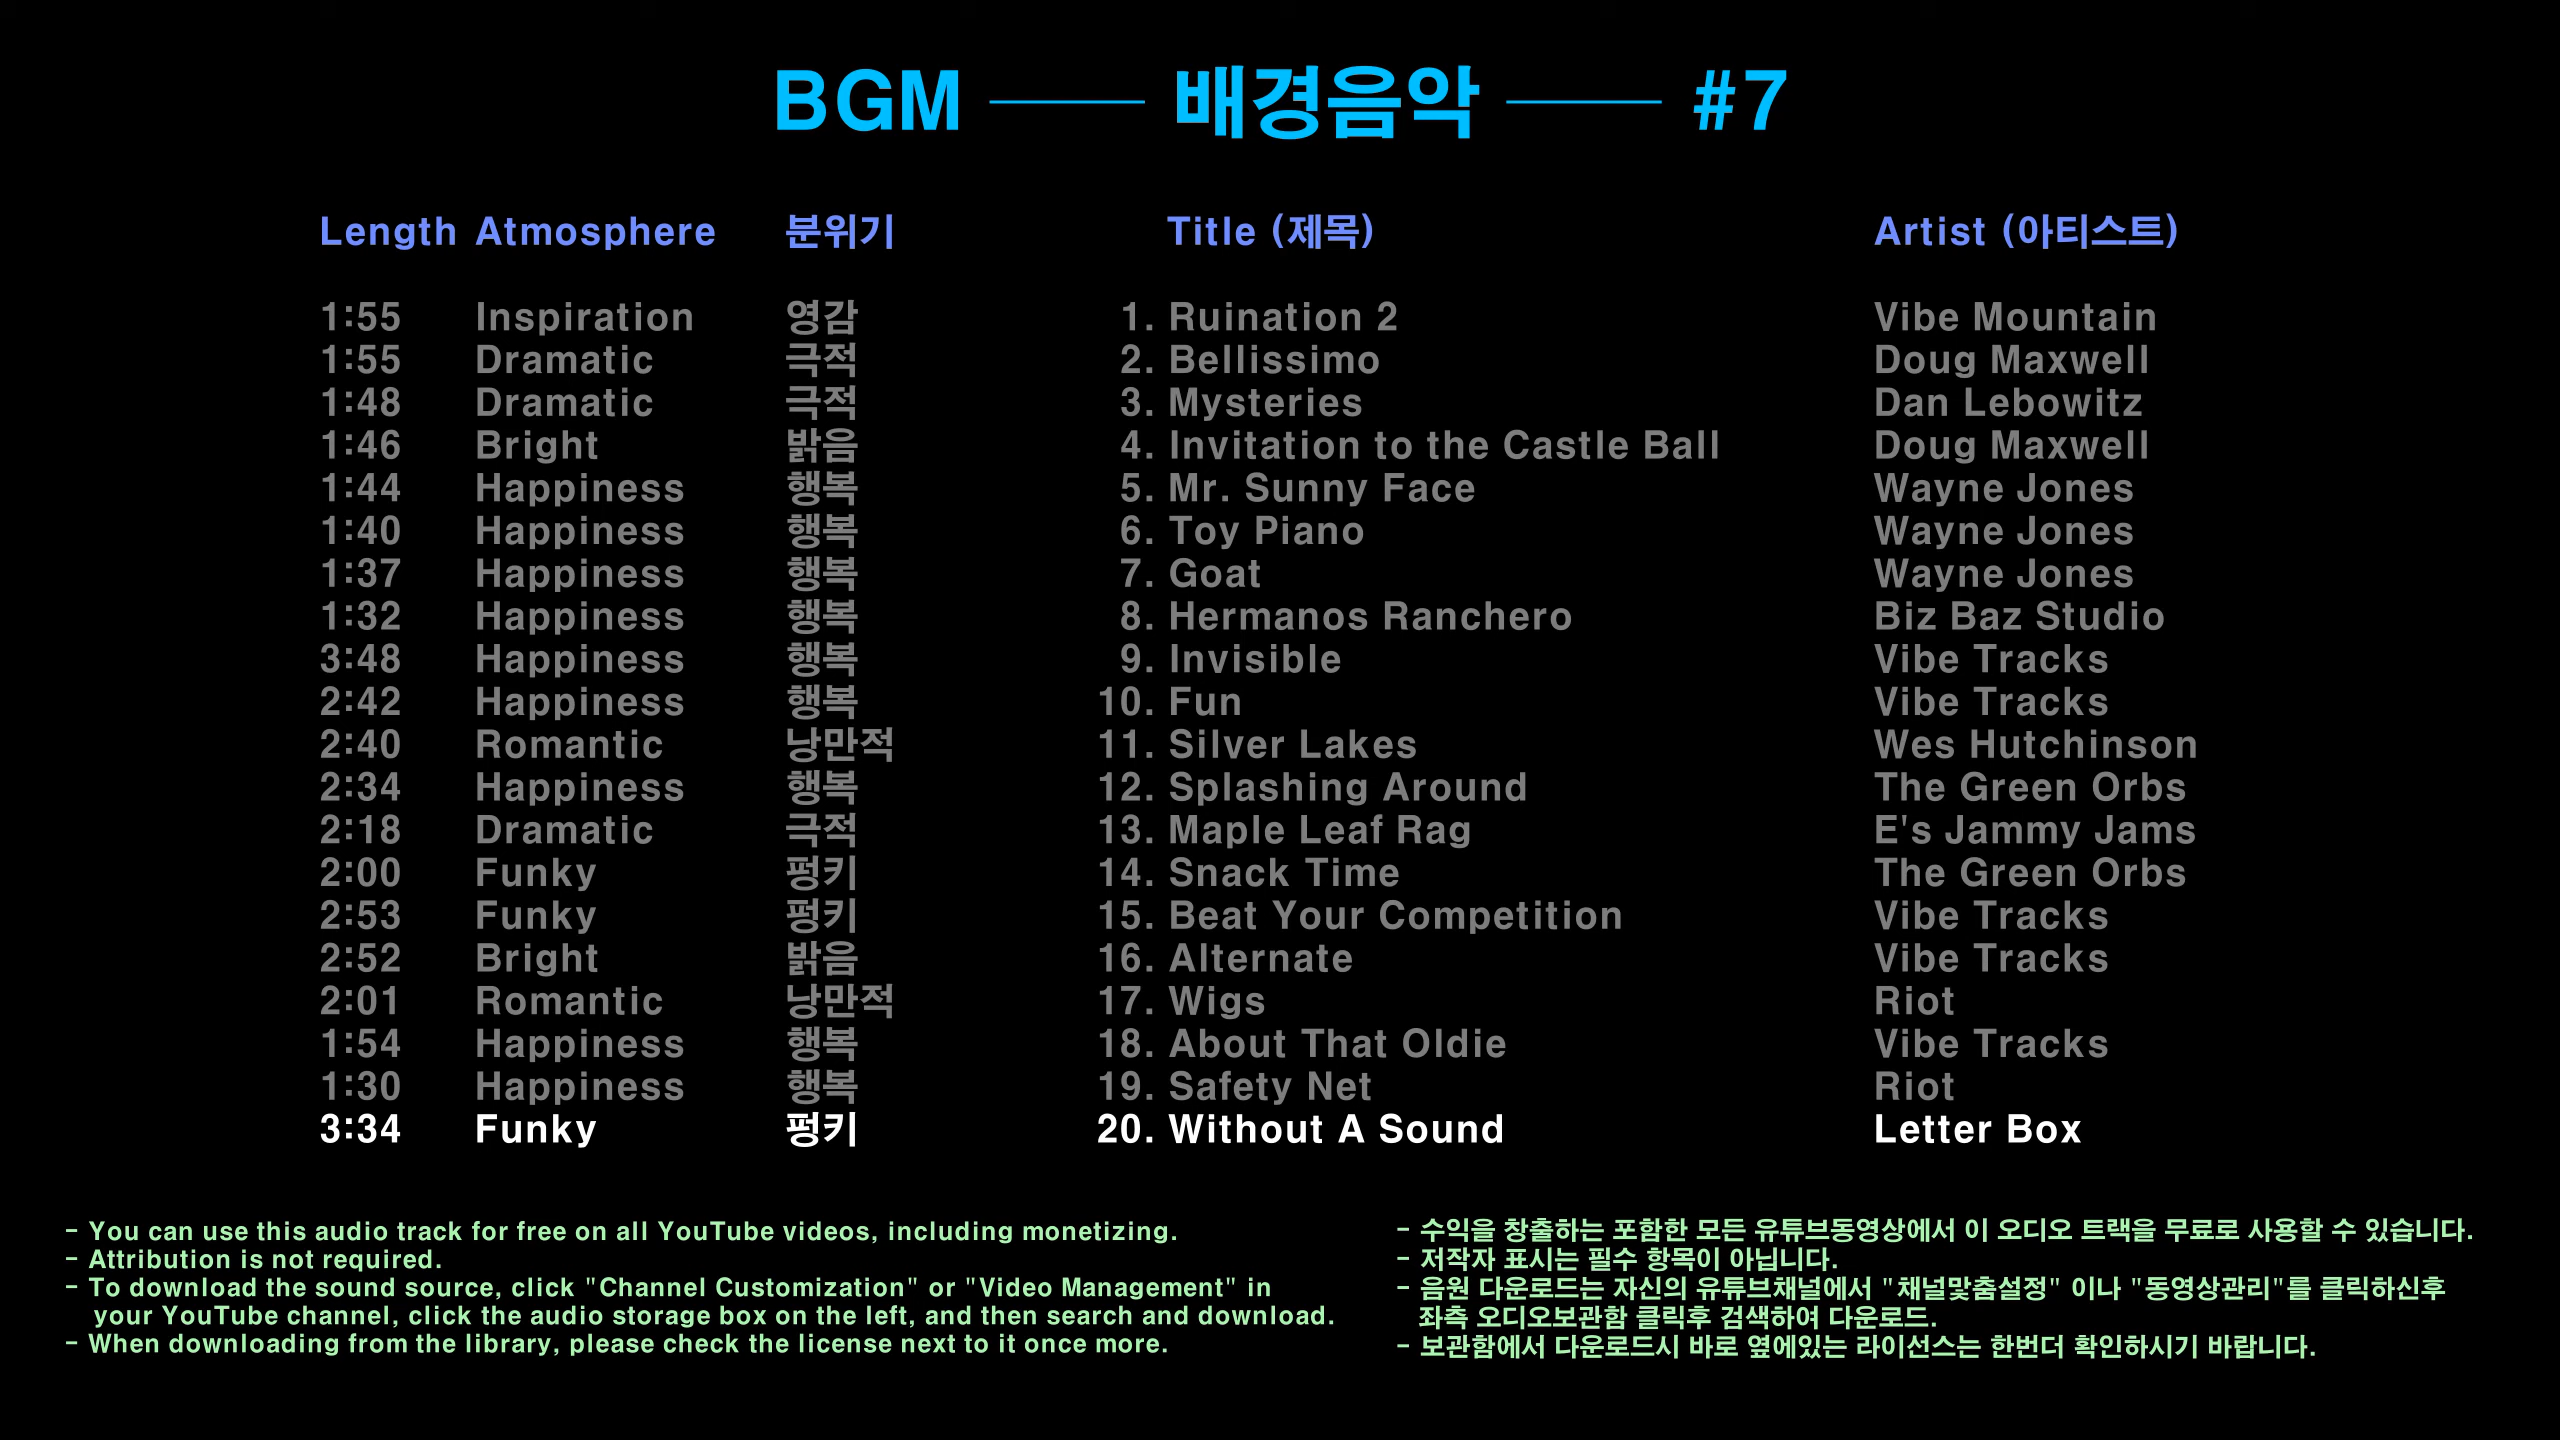 BGM —— 배경음악 —— #7
Length Atmosphere 분위기 Title (제목) Artist (아티스트)
1:55 Inspiration 영감 1. Ruination 2 Vibe Mountain
1:55 Dramatic 극적 2. Bellissimo Doug Maxwell
1:48 Dramatic 극적 3. Mysteries Dan Lebowitz
1:46 Bright 밝음 4. Invitation to the Castle Ball Doug Maxwell
1:44 Happiness 행복 5. Mr. Sunny Face Wayne Jones
1:40 Happiness 행복 6. Toy Piano Wayne Jones
1:37 Happiness 행복 7. Goat Wayne Jones
1:32 Happiness 행복 8. Hermanos Ranchero Biz Baz Studio
3:48 Happiness 행복 9. Invisible Vibe Tracks
2:42 Happiness 행복 10. Fun Vibe Tracks
2:40 Romantic 낭만적 11. Silver Lakes Wes Hutchinson
2:34 Happiness 행복 12. Splashing Around The Green Orbs
2:18 Dramatic 극적 13. Maple Leaf Rag E's Jammy Jams
2:00 Funky 펑키 14. Snack Time The Green Orbs
2:53 Funky 펑키 15. Beat Your Competition Vibe Tracks
2:52 Bright 밝음 16. Alternate Vibe Tracks
2:01 Romantic 낭만적 17. Wigs Riot
1:54 Happiness 행복 18. About That Oldie Vibe Tracks
1:30 Happiness 행복 19. Safety Net Riot
3:34 Funky 펑키 20. Without A Sound Letter Box
- You can use this audio track for free on all YouTube videos, including monetizing.
- Attribution is not required.
- To download the sound source, click "Channel Customization" or "Video Management" in
your YouTube channel, click the audio storage box on the left, and then search and download.
- When downloading from the library, please check the license next to it once more.
- 수익을 창출하는 포함한 모든 유튜브동영상에서 이 오디오 트랙을 무료로 사용할 수 있습니다.
- 저작자 표시는 필수 항목이 아닙니다.
- 음원 다운로드는 자신의 유튜브채널에서 "채널맞춤설정" 이나 "동영상관리"를 클릭하신후
좌측 오디오보관함 클릭후 검색하여 다운로드.
- 보관함에서 다운로드시 바로 옆에있는 라이선스는 한번더 확인하시기 바랍니다.